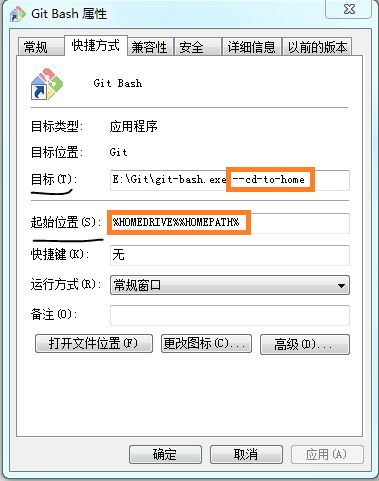 Git Bash 属性
常规 快捷方式 兼容性 安全 详细信息 以前的版本
Git Bash
目标类型: 应用程序
目标位置: Git
目标(T): E:\Git\git-bash.exe --cd-to-home
起始位置(S): %HOMEDRIVE%%HOMEPATH%
快捷键(K): 无
运行方式(R): 常规窗口
备注(O):
打开文件位置(F) 更改图标(C)... 高级(D)...
确定 取消 应用(A)